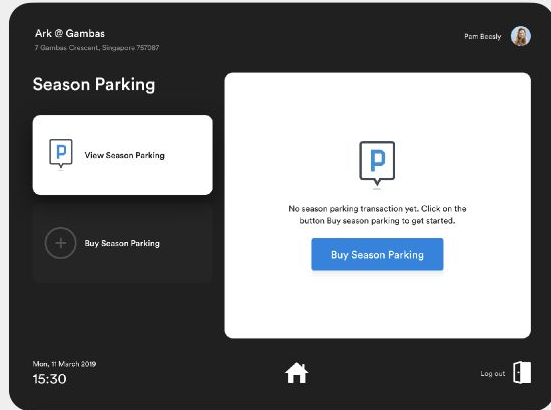 Ark @ Gambas
7 Gambas Crescent, Singapore 757087
Pam Beesly
Season Parking
P
View Season Parking
Buy Season Parking
P
No season parking transaction yet. Click on the
button Buy season parking to get started.
Buy Season Parking
Mon, 11 March 2019
15:30
Log out